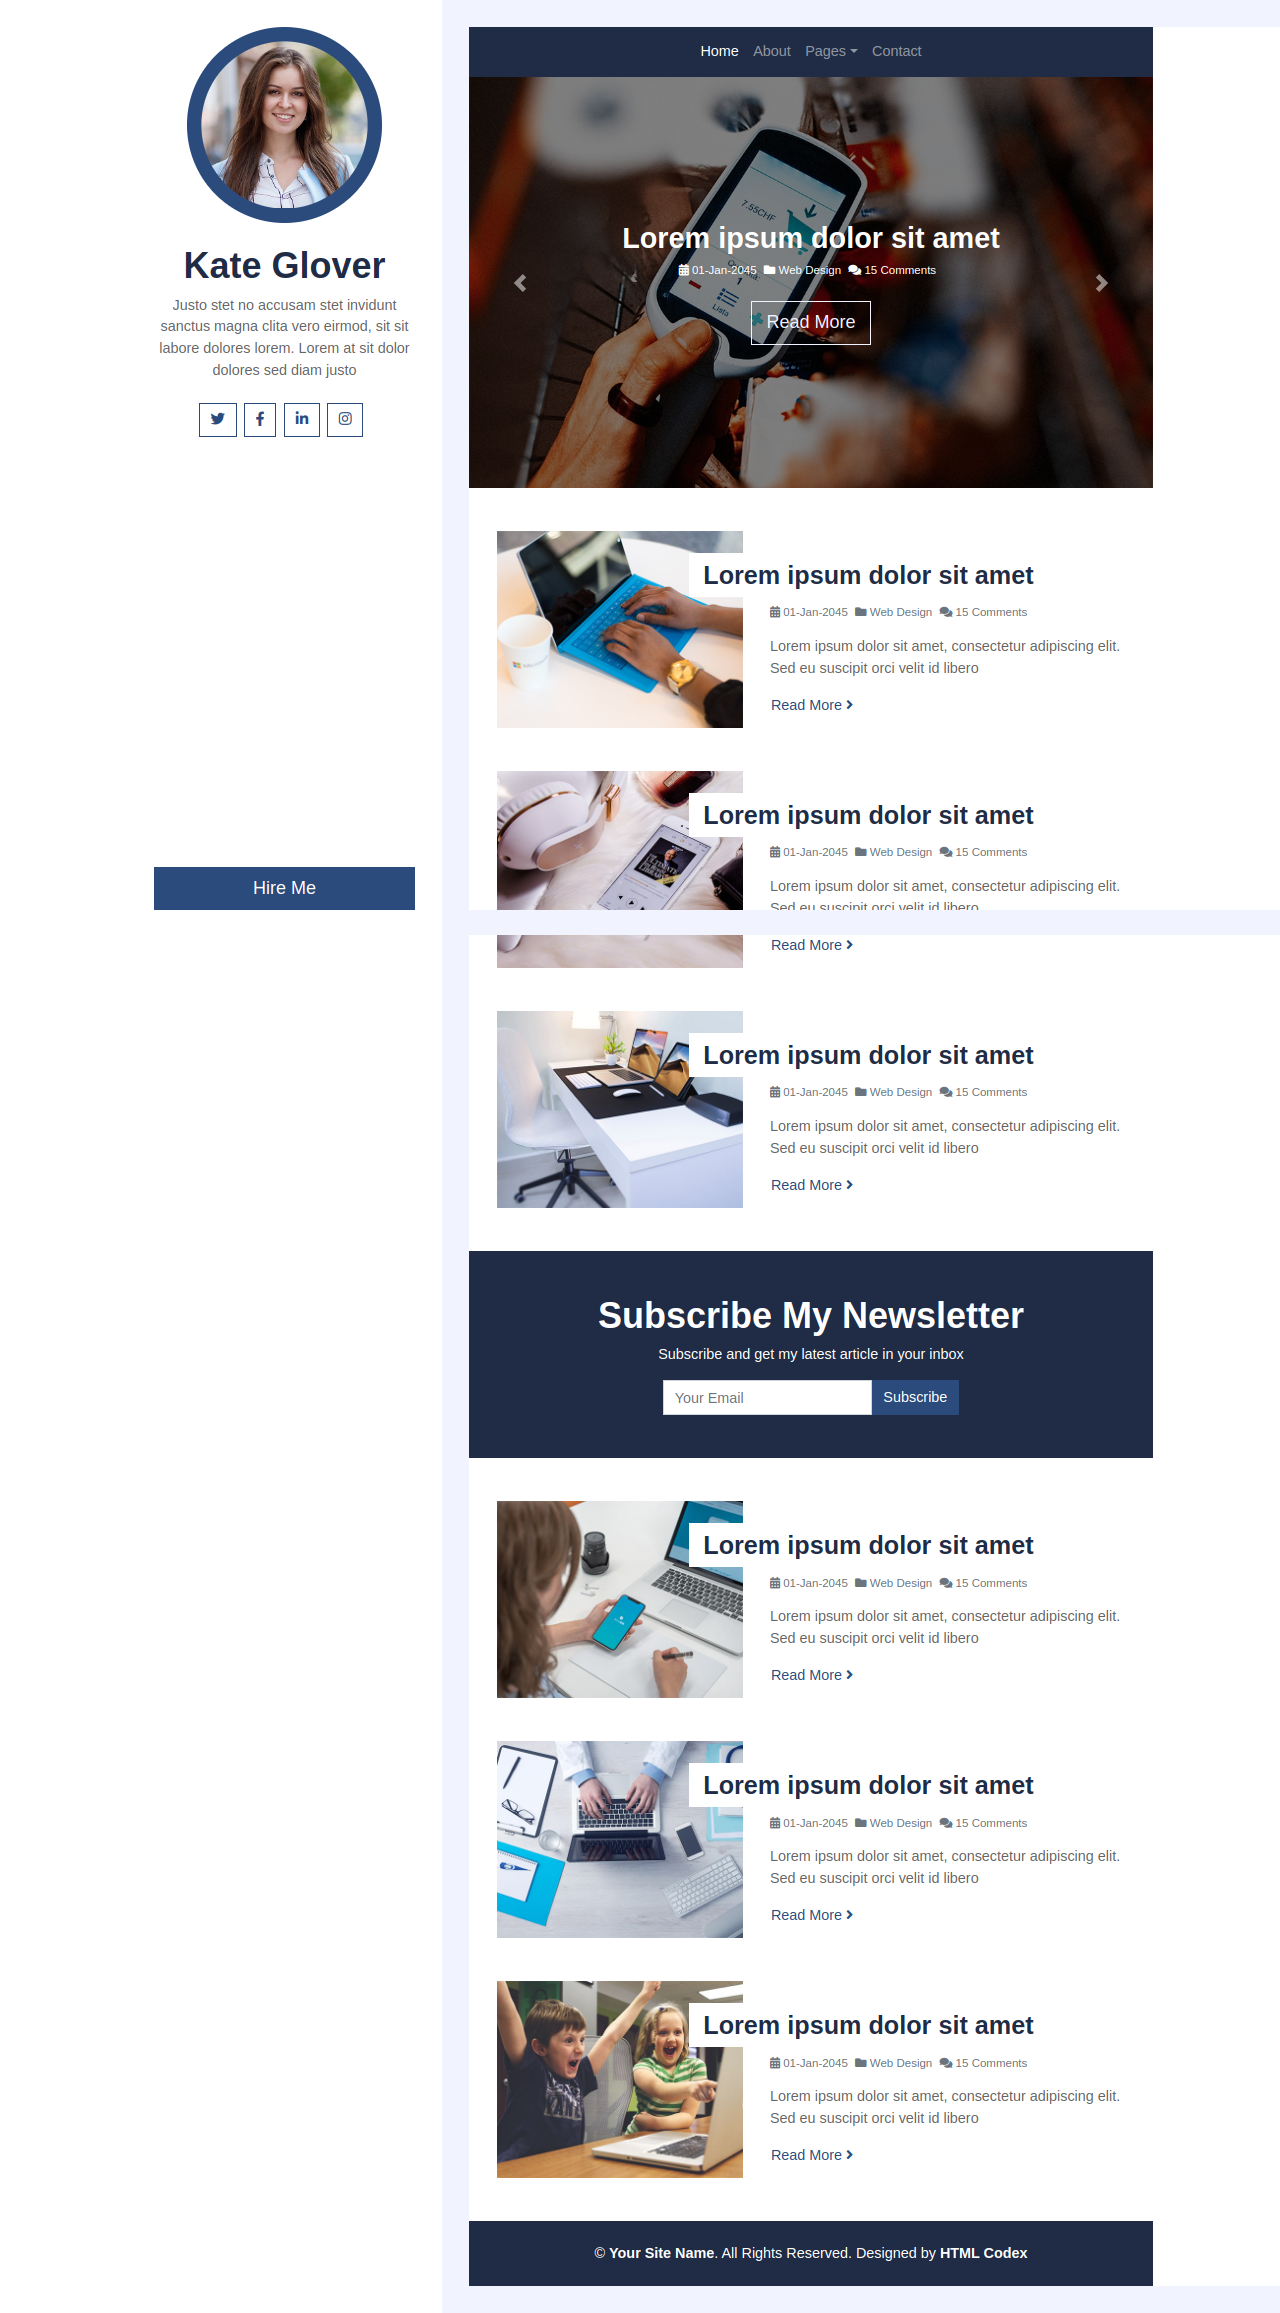 Kate Glover
Justo stet no accusam stet invidunt
sanctus magna clita vero eirmod, sit sit
labore dolores lorem. Lorem at sit dolor
dolores sed diam justo
Hire Me
Home About Pages Contact
7.55CHF
Lorem ipsum dolor sit amet
01-Jan-2045 Web Design 15 Comments
1
Lista
Read More
Lorem ipsum dolor sit amet
01-Jan-2045 Web Design 15 Comments
Lorem ipsum dolor sit amet, consectetur adipiscing elit.
Sed eu suscipit orci velit id libero
Read More
Lorem ipsum dolor sit amet
01-Jan-2045 Web Design 15 Comments
Lorem ipsum dolor sit amet, consectetur adipiscing elit.
Sed eu suscipit orci velit id libero
Read More
Lorem ipsum dolor sit amet
01-Jan-2045 Web Design 15 Comments
Lorem ipsum dolor sit amet, consectetur adipiscing elit.
Sed eu suscipit orci velit id libero
Read More
Subscribe My Newsletter
Subscribe and get my latest article in your inbox
Your Email Subscribe
Lorem ipsum dolor sit amet
01-Jan-2045 Web Design 15 Comments
Lorem ipsum dolor sit amet, consectetur adipiscing elit.
Sed eu suscipit orci velit id libero
Read More
Lorem ipsum dolor sit amet
01-Jan-2045 Web Design 15 Comments
Lorem ipsum dolor sit amet, consectetur adipiscing elit.
Sed eu suscipit orci velit id libero
Read More
Lorem ipsum dolor sit amet
01-Jan-2045 Web Design 15 Comments
Lorem ipsum dolor sit amet, consectetur adipiscing elit.
Sed eu suscipit orci velit id libero
Read More
© Your Site Name. All Rights Reserved. Designed by HTML Codex